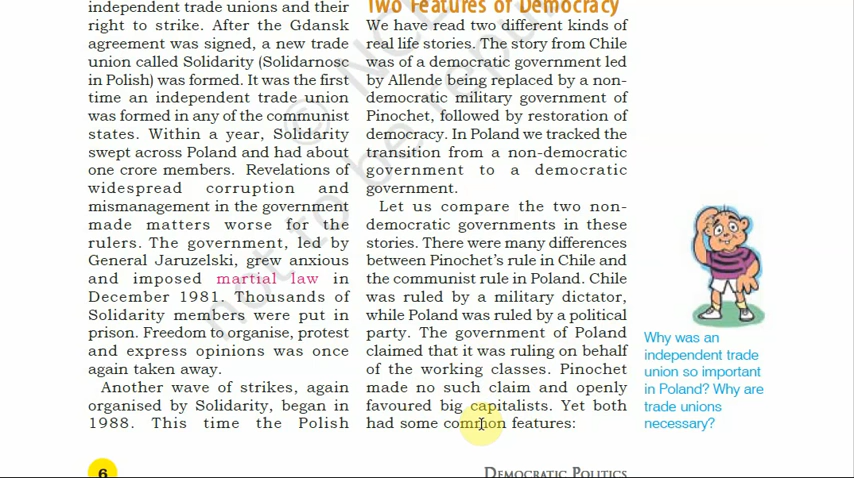 independent trade unions and their
right to strike. After the Gdansk
agreement was signed, a new trade
union called Solidarity (Solidarnosc
in Polish) was formed. It was the first
time an independent trade union
was formed in any of the communist
states. Within a year, Solidarity
swept across Poland and had about
one crore members. Revelations of
widespread corruption and
mismanagement in the government
made matters worse for the
rulers. The government, led by
General Jaruzelski, grew anxious
and imposed martial law in
December 1981. Thousands of
Solidarity members were put in
prison. Freedom to organise, protest
and express opinions was once
again taken away.
Another wave of strikes, again
organised by Solidarity, began in
1988. This time the Polish
Two Features of Democracy
We have read two different kinds of
real life stories. The story from Chile
was of a democratic government led
by Allende being replaced by a non-
democratic military government of
Pinochet, followed by restoration of
democracy. In Poland we tracked the
transition from a non-democratic
government to a democratic
government.
Let us compare the two non-
democratic governments in these
stories. There were many differences
between Pinochet's rule in Chile and
the communist rule in Poland. Chile
was ruled by a military dictator,
while Poland was ruled by a political
party. The government of Poland
claimed that it was ruling on behalf
of the working classes. Pinochet
made no such claim and openly
favoured big capitalists. Yet both
had some common features:
Why was an
independent trade
union so important
in Poland? Why are
trade unions
necessary?
6
DEMOCRATIC POLITICS
© NC
not to be repu